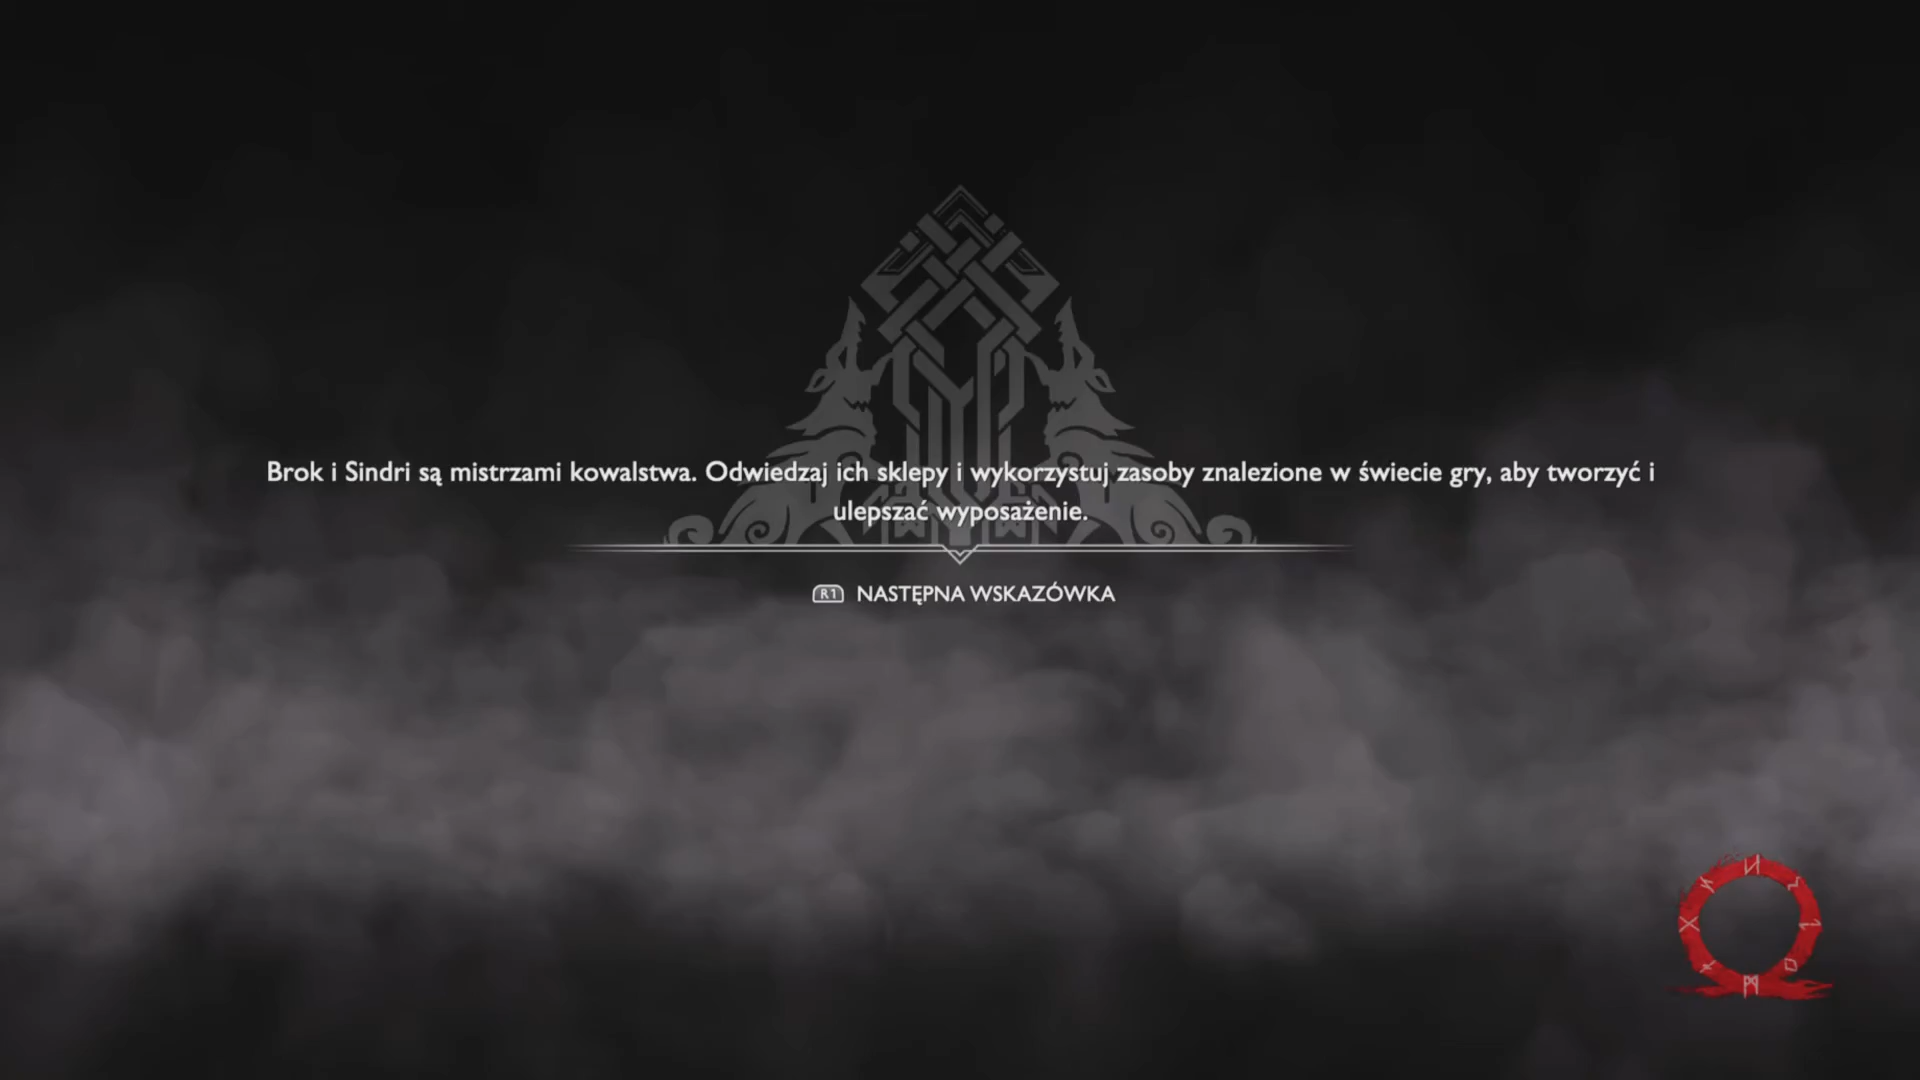 Brok i Sindri są mistrzami kowalstwa. Odwiedzaj ich sklepy i wykorzystuj zasoby znalezione w świecie gry, aby tworzyć i
ulepszać wyposażenie.
R1 NASTĘPNA WSKAZÓWKA